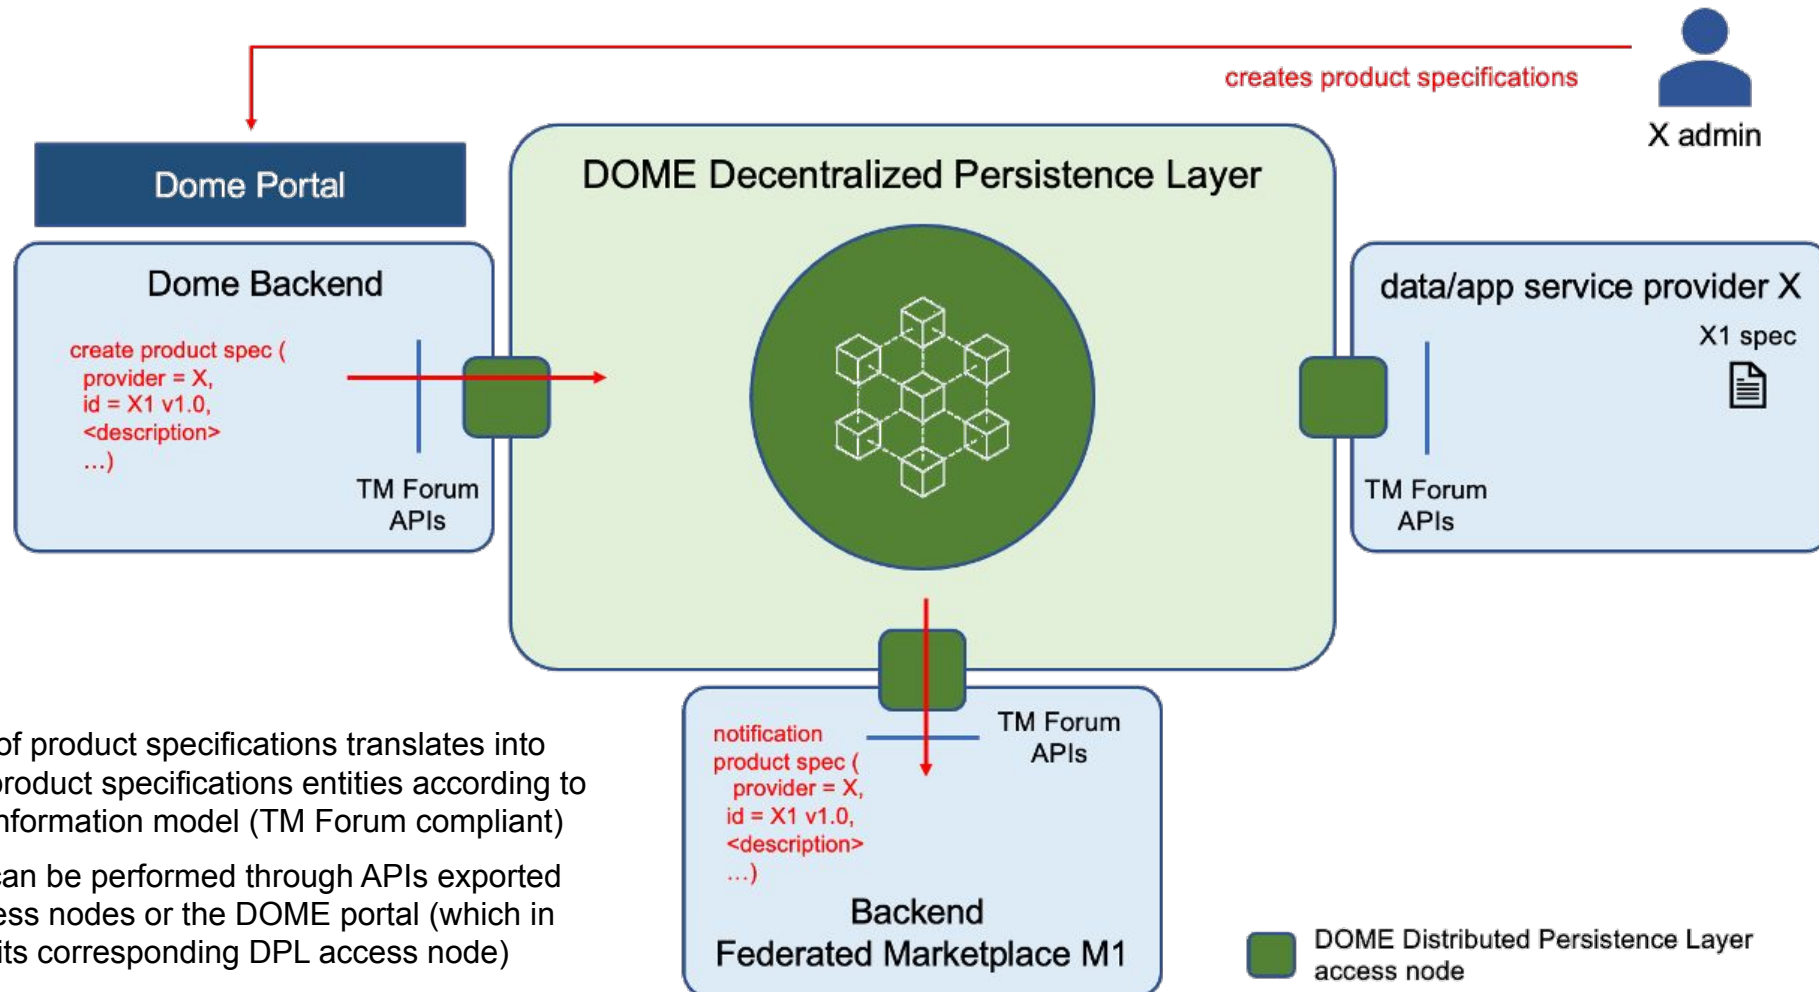 creates product specifications
X admin
Dome Portal
DOME Decentralized Persistence Layer
Dome Backend
create product spec (
provider = X,
id = X1 v1.0,
<description>
...)
TM Forum
APIs
data/app service provider X
X1 spec
TM Forum
APIs
notification
product spec (
provider = X,
id = X1 v1.0,
<description>
...)
TM Forum
APIs
Backend
Federated Marketplace M1
of product specifications translates into
product specifications entities according to
information model (TM Forum compliant)
can be performed through APIs exported
ess nodes or the DOME portal (which in
its corresponding DPL access node)
DOME Distributed Persistence Layer
access node